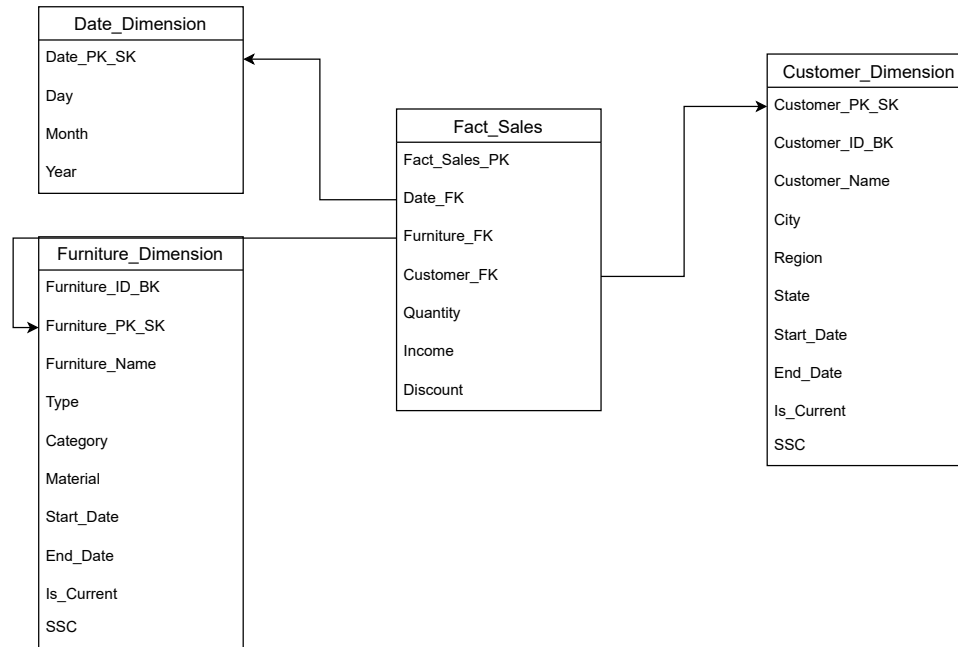 Date_Dimension
Date_PK_SK
Day
Month
Year
Furniture_Dimension
Furniture_ID_BK
Furniture_PK_SK
Furniture_Name
Type
Category
Material
Start_Date
End_Date
Is_Current
SSC
Fact_Sales
Fact_Sales_PK
Date_FK
Furniture_FK
Customer_FK
Quantity
Income
Discount
Customer_Dimension
Customer_PK_SK
Customer_ID_BK
Customer_Name
City
Region
State
Start_Date
End_Date
Is_Current
SSC